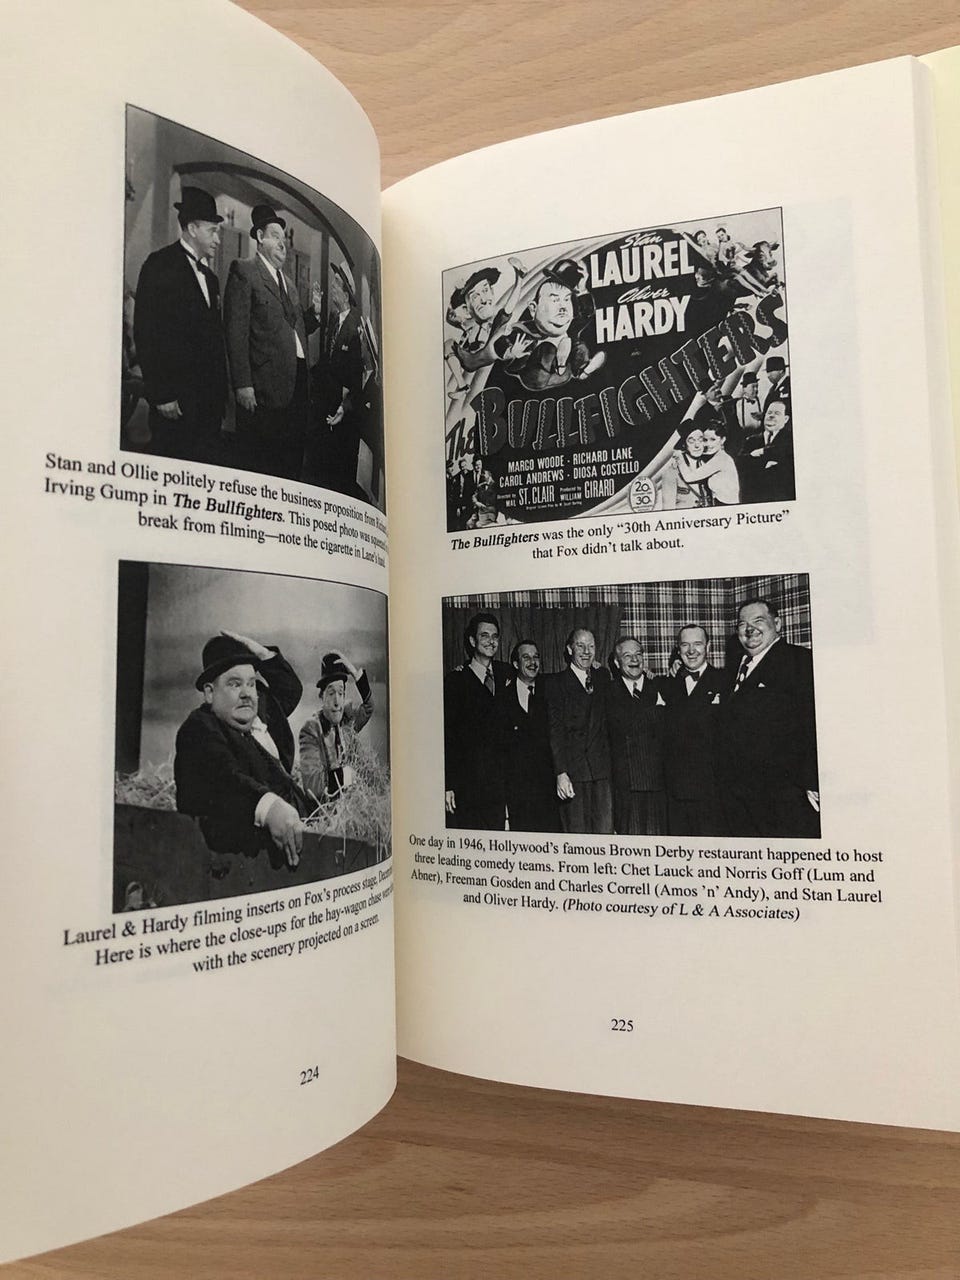 Stan and Ollie politely refuse the business proposition from
Irving Gump in The Bullfighters. This posed photo was
break from filming—note the cigarette in Lane's hand.
Laurel & Hardy filming inserts on Fox's process stage,
Here is where the close-ups for the hay-wagon chase were
with the scenery projected on a screen.
224
Stan
LAUREL
Oliver
HARDY
in
The BULLFIGHTERS
MARGO WOODE - RICHARD LANE
CAROL ANDREWS - DIOSA COSTELLO
Directed by MAL ST. CLAIR Produced by WILLIAM GIRARD
20
30
The Bullfighters was the only “30th Anniversary Picture”
that Fox didn't talk about.
One day in 1946, Hollywood's famous Brown Derby restaurant happened to host
three leading comedy teams. From left: Chet Lauck and Norris Goff (Lum and
Abner), Freeman Gosden and Charles Correll (Amos 'n' Andy), and Stan Laurel
and Oliver Hardy. (Photo courtesy of L & A Associates)
225